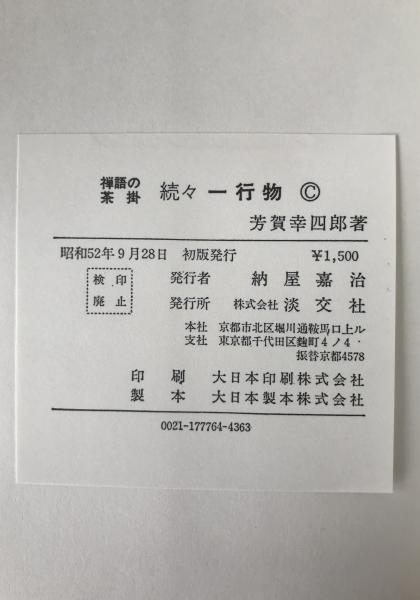 禅語の
茶掛 続々 一行物 ©
芳賀幸四郎著
昭和52年9月28日 初版発行 ¥1,500
検印
廃止
発行者 納屋嘉治
発行所 株式会社 淡交社
本社 京都市北区堀川通鞍馬口上ル
支社 東京都千代田区麹町4ノ4
振替京都4578
印刷 大日本印刷株式会社
製本 大日本製本株式会社
0021-177764-4363